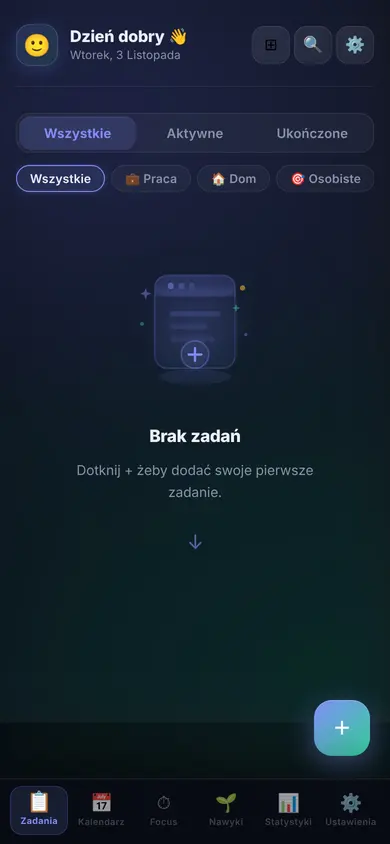 Dzień dobry 👋
Wtorek, 3 Listopada
Wszystkie Aktywne Ukończone
Wszystkie 💼 Praca 🏠 Dom 🎯 Osobiste
Brak zadań
Dotknij + żeby dodać swoje pierwsze
zadanie.
Zadania Kalendarz Focus Nawyki Statystyki Ustawienia